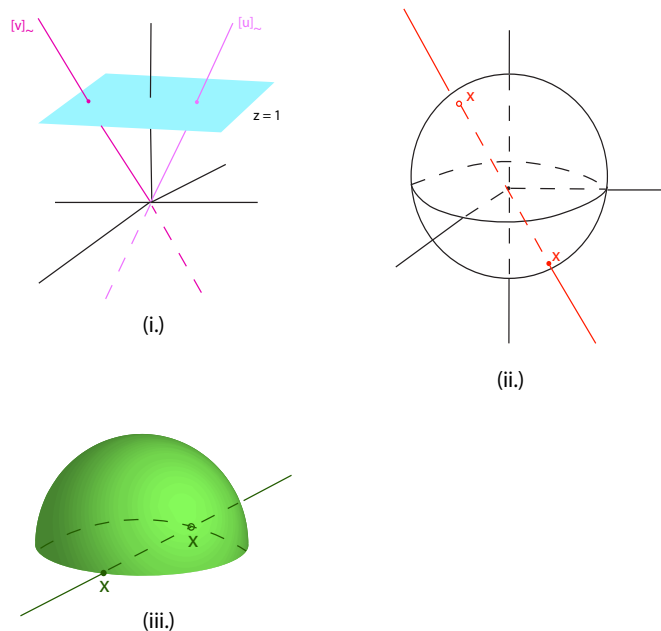 [v]~
[u]~
z = 1
(i.)
x
x
(ii.)
x
x
(iii.)